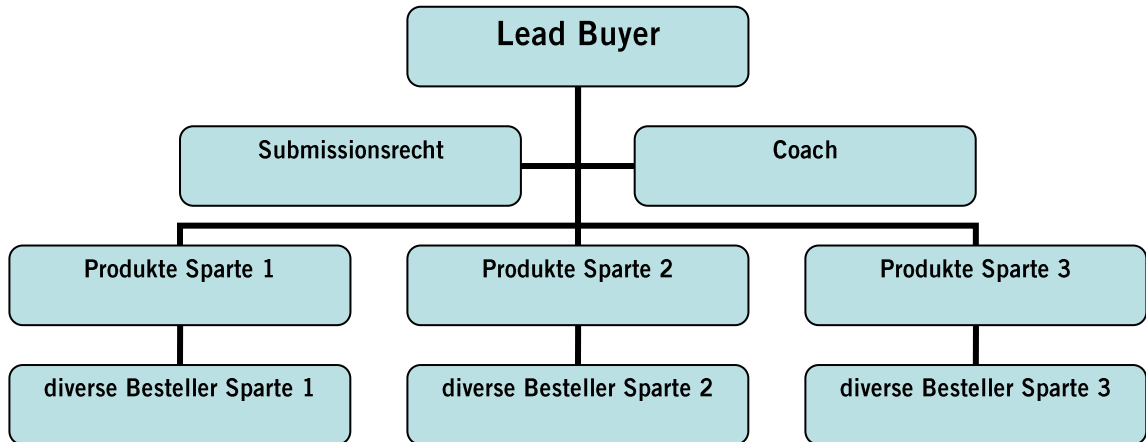 Lead Buyer
Submissionsrecht
Coach
Produkte Sparte 1
Produkte Sparte 2
Produkte Sparte 3
diverse Besteller Sparte 1
diverse Besteller Sparte 2
diverse Besteller Sparte 3